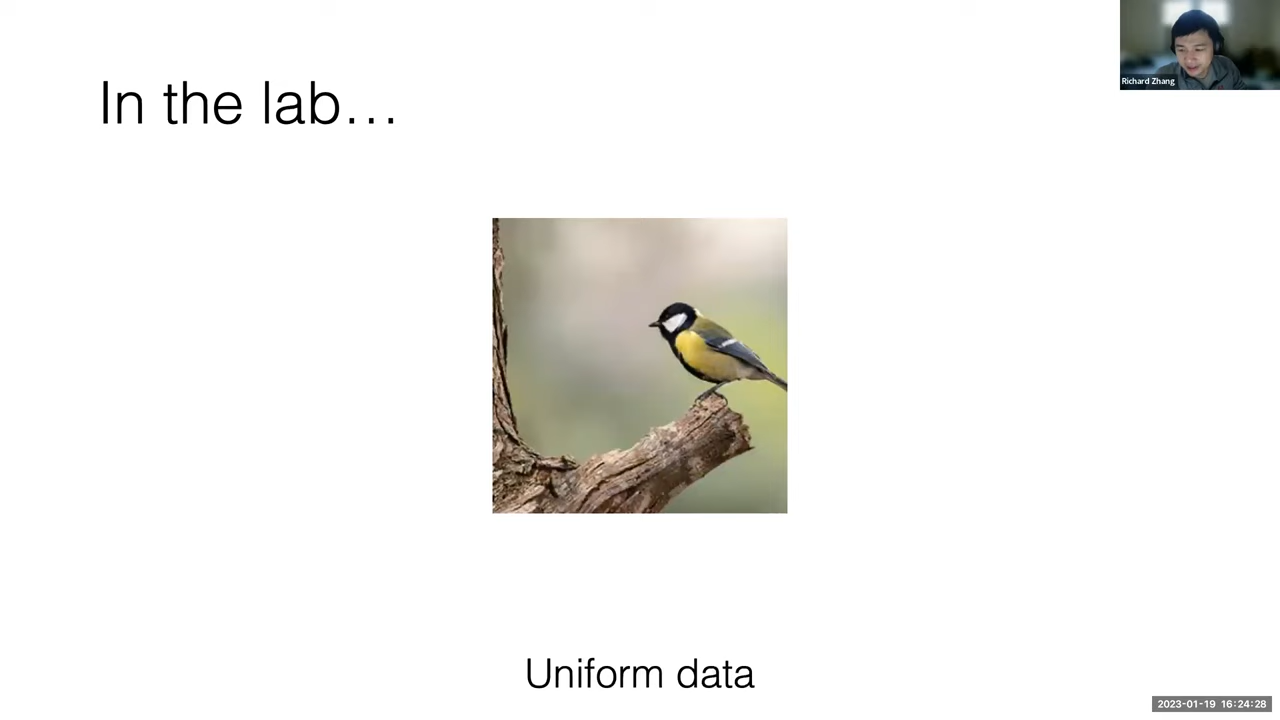 In the lab…
Richard Zhang
Uniform data
2023-01-19 16:24:28